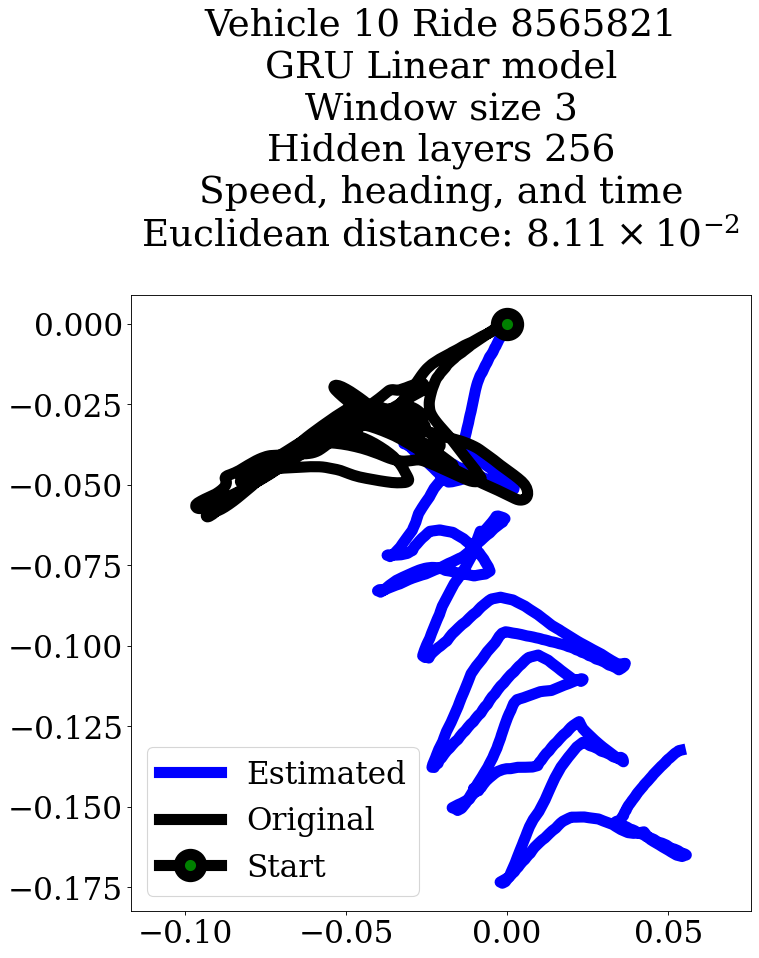 Vehicle 10 Ride 8565821
GRU Linear model
Window size 3
Hidden layers 256
Speed, heading, and time
Euclidean distance: 8.11 × 10⁻²
0.000
−0.025
−0.050
−0.075
−0.100
−0.125
−0.150
−0.175
Estimated
Original
Start
−0.10 −0.05 0.00 0.05